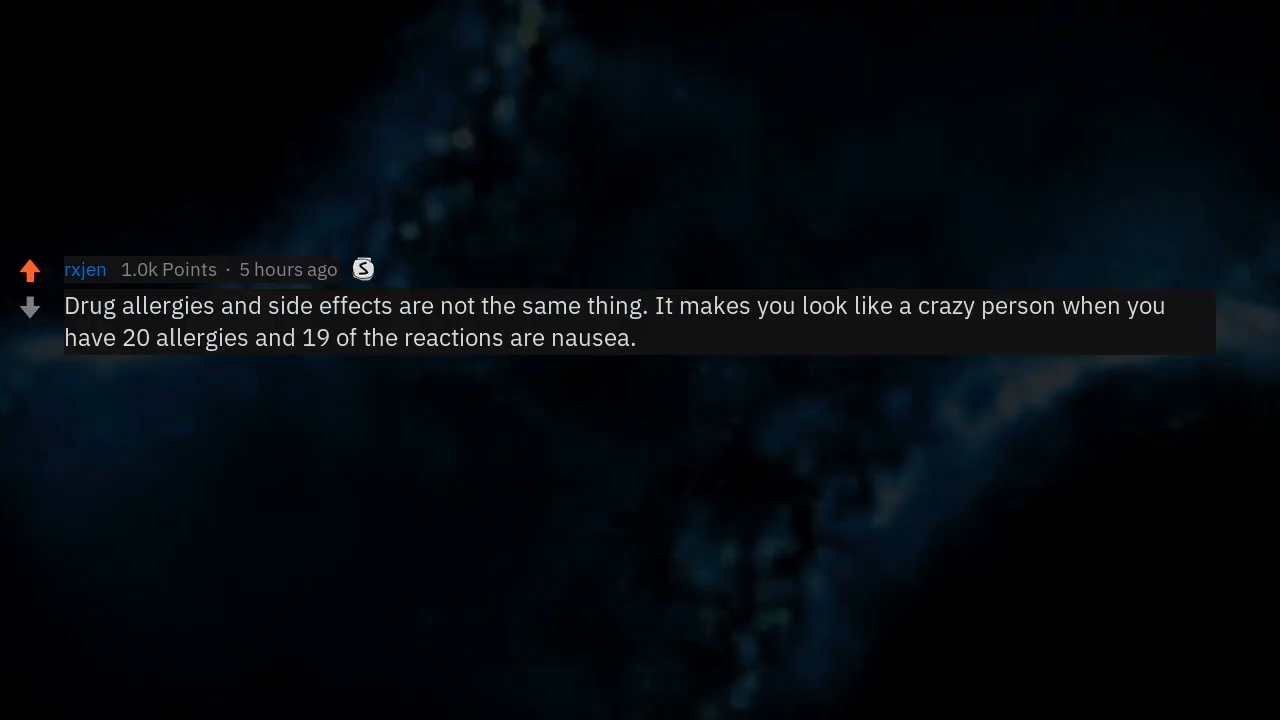 rxjen 1.0k Points · 5 hours ago S
Drug allergies and side effects are not the same thing. It makes you look like a crazy person when you
have 20 allergies and 19 of the reactions are nausea.